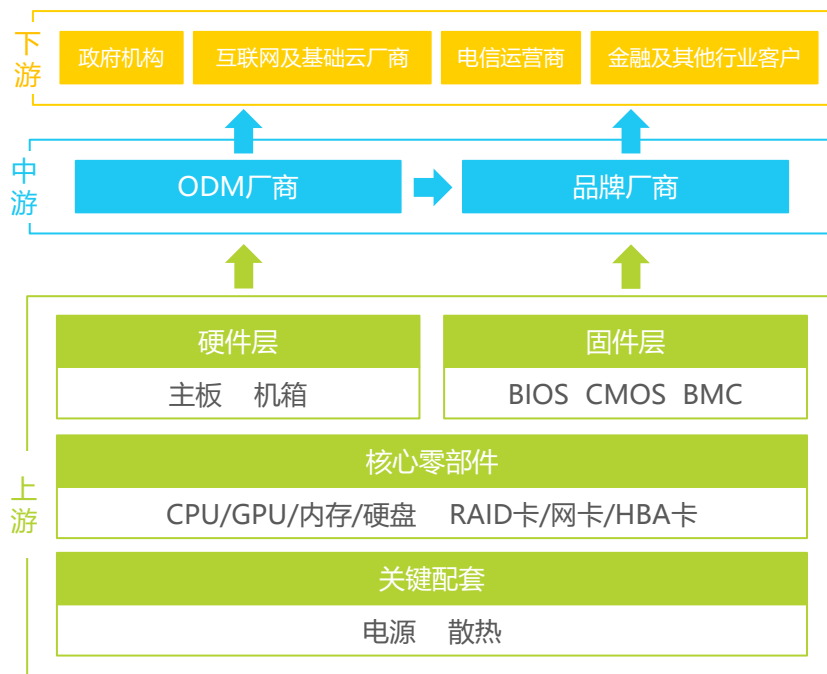 下游
政府机构 互联网及基础云厂商 电信运营商 金融及其他行业客户
中游
ODM厂商 品牌厂商
上游
硬件层 固件层
主板 机箱 BIOS CMOS BMC
核心零部件
CPU/GPU/内存/硬盘 RAID卡/网卡/HBA卡
关键配套
电源 散热